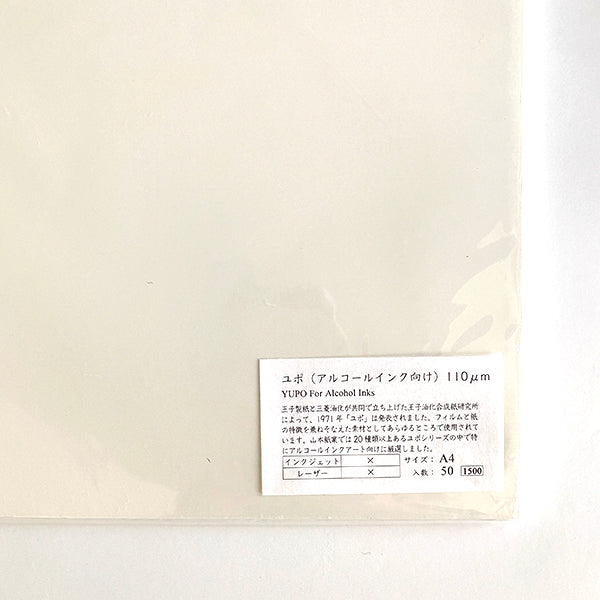 ユポ（アルコールインク向け）110μm
YUPO For Alcohol Inks
王子製紙と三菱油化が共同で立ち上げた王子油化合成紙研究所
によって、1971年「ユポ」は発表されました。フィルムと紙
の特徴を兼ねそなえた素材としてあらゆるところで使用されて
います。山本紙業では20種類以上あるユポシリーズの中で特
にアルコールインクアート向けに厳選しました。
インクジェット × サイズ: A4
レーザー × 入数: 50 1500